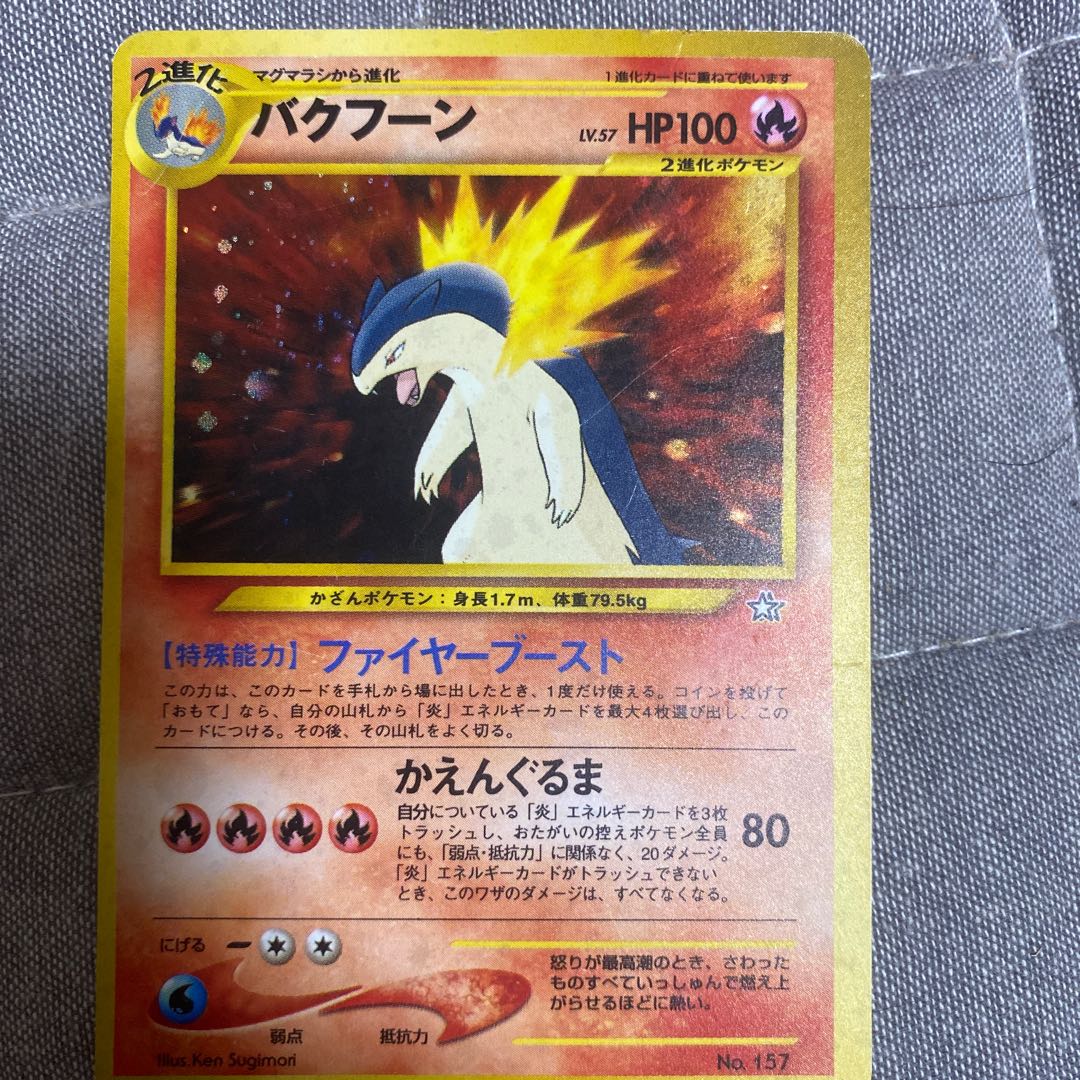 2進化
マグマラシから進化
1進化カードに重ねて使います
バクフーン
LV.57 HP100
2進化ポケモン
かざんポケモン：身長1.7m、体重79.5kg
【特殊能力】ファイヤーブースト
この力は、このカードを手札から場に出したとき、1度だけ使える。コインを投げて
「おもて」なら、自分の山札から「炎」エネルギーカードを最大4枚選び出し、この
カードにつける。その後、その山札をよく切る。
かえんぐるま
自分についている「炎」エネルギーカードを3枚
トラッシュし、おたがいの控えポケモン全員
にも、「弱点・抵抗力」に関係なく、20ダメージ。
「炎」エネルギーカードがトラッシュできない
とき、このワザのダメージは、すべてなくなる。
80
にげる
怒りが最高潮のとき、さわった
ものすべていっしゅんで燃え上
がらせるほどに熱い。
弱点
抵抗力
Illus.Ken Sugimori
No. 157